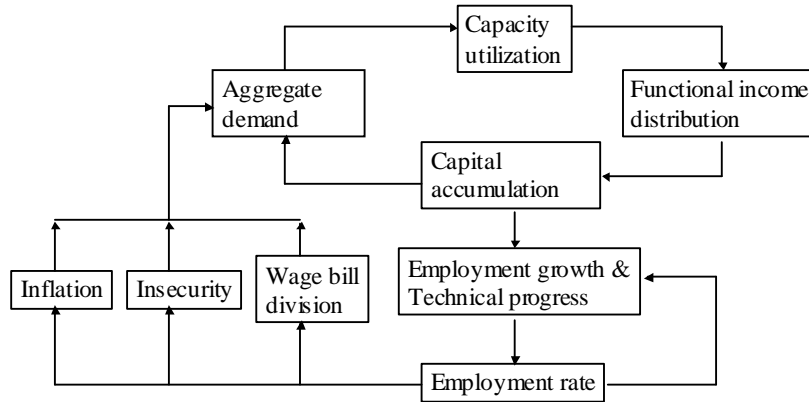 Capacity
utilization
Aggregate
demand
Functional income
distribution
Capital
accumulation
Inflation
Insecurity
Wage bill
division
Employment growth &
Technical progress
Employment rate